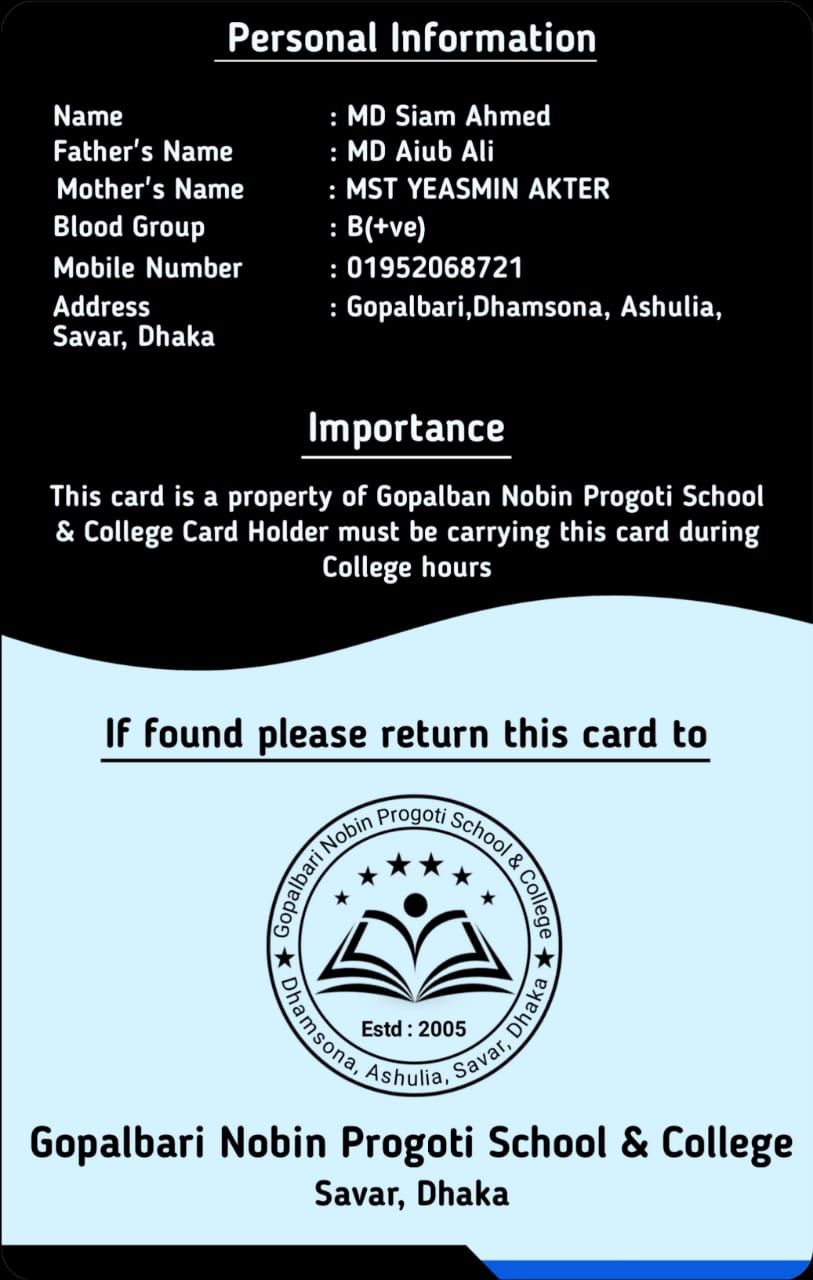 Personal Information
Name : MD Siam Ahmed
Father's Name : MD Aiub Ali
Mother's Name : MST YEASMIN AKTER
Blood Group : B(+ve)
Mobile Number : 01952068721
Address : Gopalbari,Dhamsona, Ashulia,
Savar, Dhaka
Importance
This card is a property of Gopalban Nobin Progoti School
& College Card Holder must be carrying this card during
College hours
If found please return this card to
Gopalbari Nobin Progoti School & College
Estd : 2005
★ Dhamsona, Ashulia, Savar, Dhaka ★
Gopalbari Nobin Progoti School & College
Savar, Dhaka